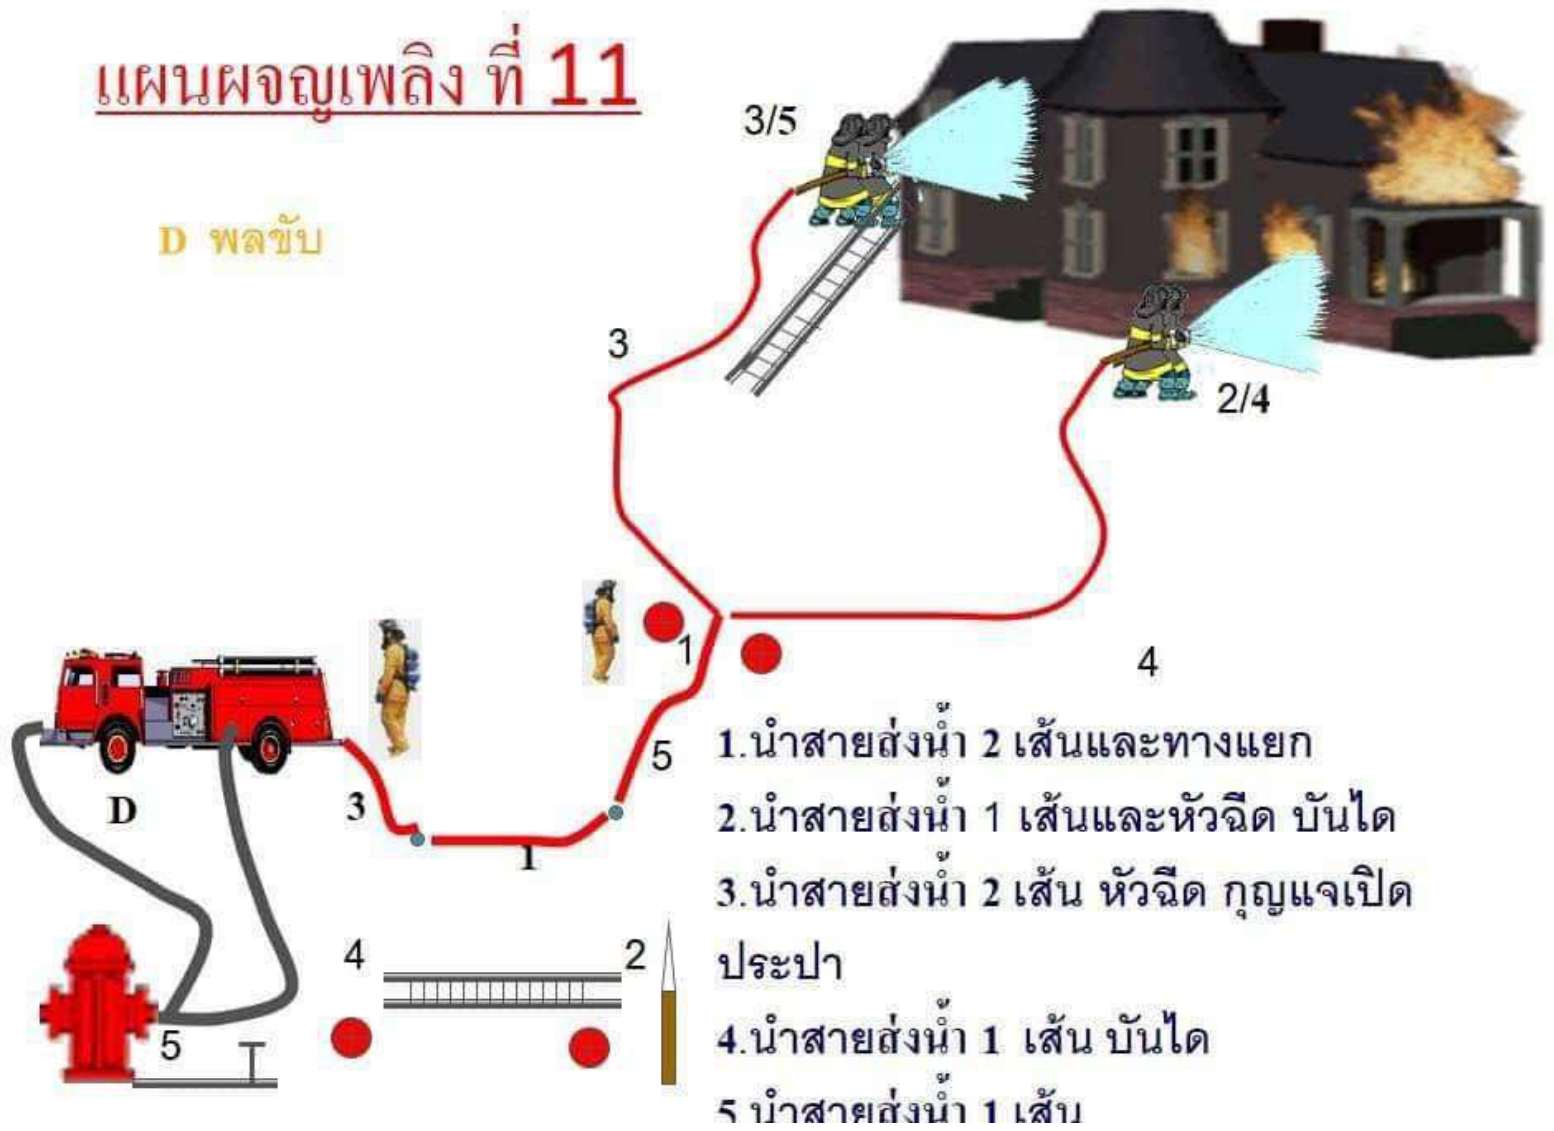 แผนผจญเพลิง ที่ 11
3/5
D พลขับ
3
2/4
1
4
5
D
3
1
4
2
5
1.นำสายส่งน้ำ 2 เส้นและทางแยก
2.นำสายส่งน้ำ 1 เส้นและหัวฉีด บันได
3.นำสายส่งน้ำ 2 เส้น หัวฉีด กุญแจเปิด
ประปา
4.นำสายส่งน้ำ 1 เส้น บันได
5.นำสายส่งน้ำ 1 เส้น